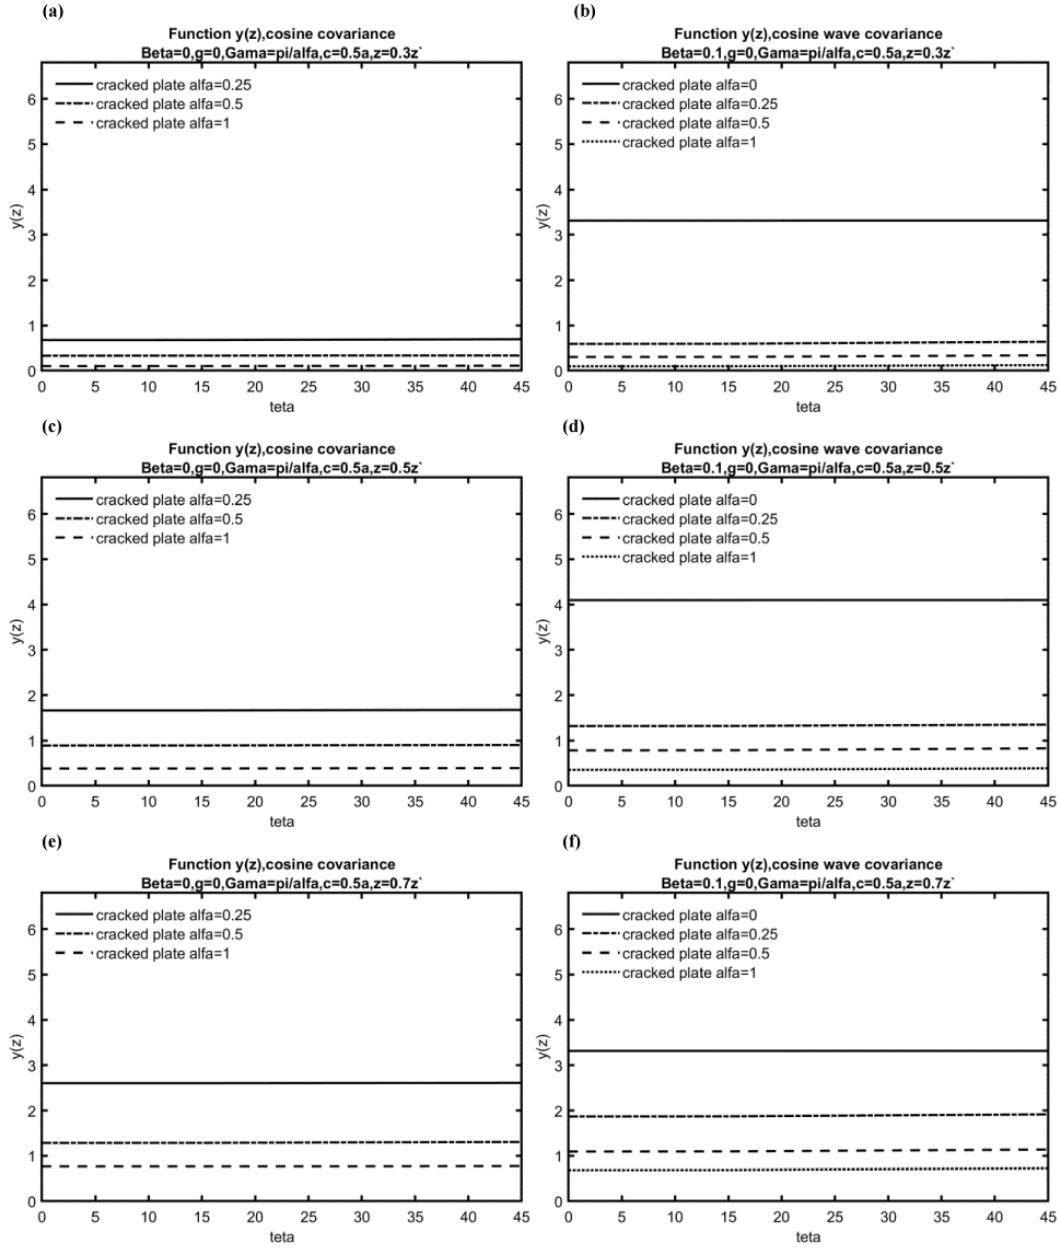 (a)
Function y(z),cosine covariance
Beta=0,g=0,Gama=pi/alfa,c=0.5a,z=0.3z`
cracked plate alfa=0.25
cracked plate alfa=0.5
cracked plate alfa=1
6
5
4
3
2
1
0
y(z)
0 5 10 15 20 25 30 35 40 45
teta
(b)
Function y(z),cosine wave covariance
Beta=0.1,g=0,Gama=pi/alfa,c=0.5a,z=0.3z`
cracked plate alfa=0
cracked plate alfa=0.25
cracked plate alfa=0.5
cracked plate alfa=1
6
5
4
3
2
1
0
y(z)
0 5 10 15 20 25 30 35 40 45
teta
(c)
Function y(z),cosine covariance
Beta=0,g=0,Gama=pi/alfa,c=0.5a,z=0.5z`
cracked plate alfa=0.25
cracked plate alfa=0.5
cracked plate alfa=1
6
5
4
3
2
1
0
y(z)
0 5 10 15 20 25 30 35 40 45
teta
(d)
Function y(z),cosine wave covariance
Beta=0.1,g=0,Gama=pi/alfa,c=0.5a,z=0.5z`
cracked plate alfa=0
cracked plate alfa=0.25
cracked plate alfa=0.5
cracked plate alfa=1
6
5
4
3
2
1
0
y(z)
0 5 10 15 20 25 30 35 40 45
teta
(e)
Function y(z),cosine covariance
Beta=0,g=0,Gama=pi/alfa,c=0.5a,z=0.7z`
cracked plate alfa=0.25
cracked plate alfa=0.5
cracked plate alfa=1
6
5
4
3
2
1
0
y(z)
0 5 10 15 20 25 30 35 40 45
teta
(f)
Function y(z),cosine wave covariance
Beta=0.1,g=0,Gama=pi/alfa,c=0.5a,z=0.7z`
cracked plate alfa=0
cracked plate alfa=0.25
cracked plate alfa=0.5
cracked plate alfa=1
6
5
4
3
2
1
0
y(z)
0 5 10 15 20 25 30 35 40 45
teta